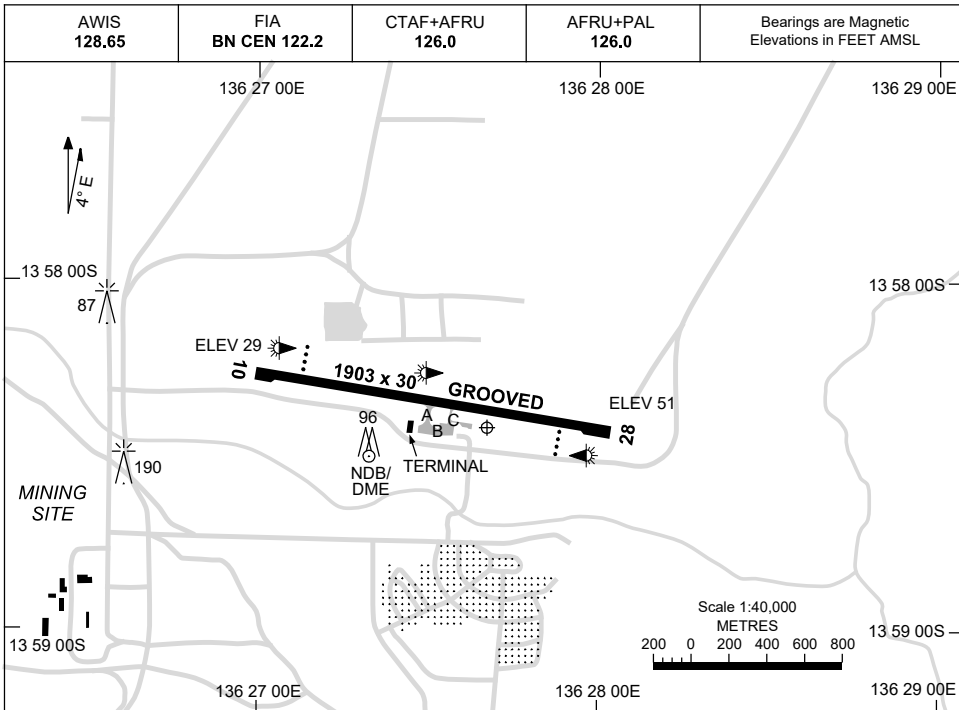 AWIS
128.65
FIA
BN CEN 122.2
CTAF+AFRU
126.0
AFRU+PAL
126.0
Bearings are Magnetic
Elevations in FEET AMSL
136 27 00E
136 28 00E
136 29 00E
4° E
13 58 00S
13 58 00S
87
ELEV 29
10
1903 x 30
GROOVED
ELEV 51
28
96
A
B
C
NDB/
DME
TERMINAL
190
MINING
SITE
Scale 1:40,000
METRES
200 0 200 400 600 800
13 59 00S
13 59 00S
136 27 00E
136 28 00E
136 29 00E